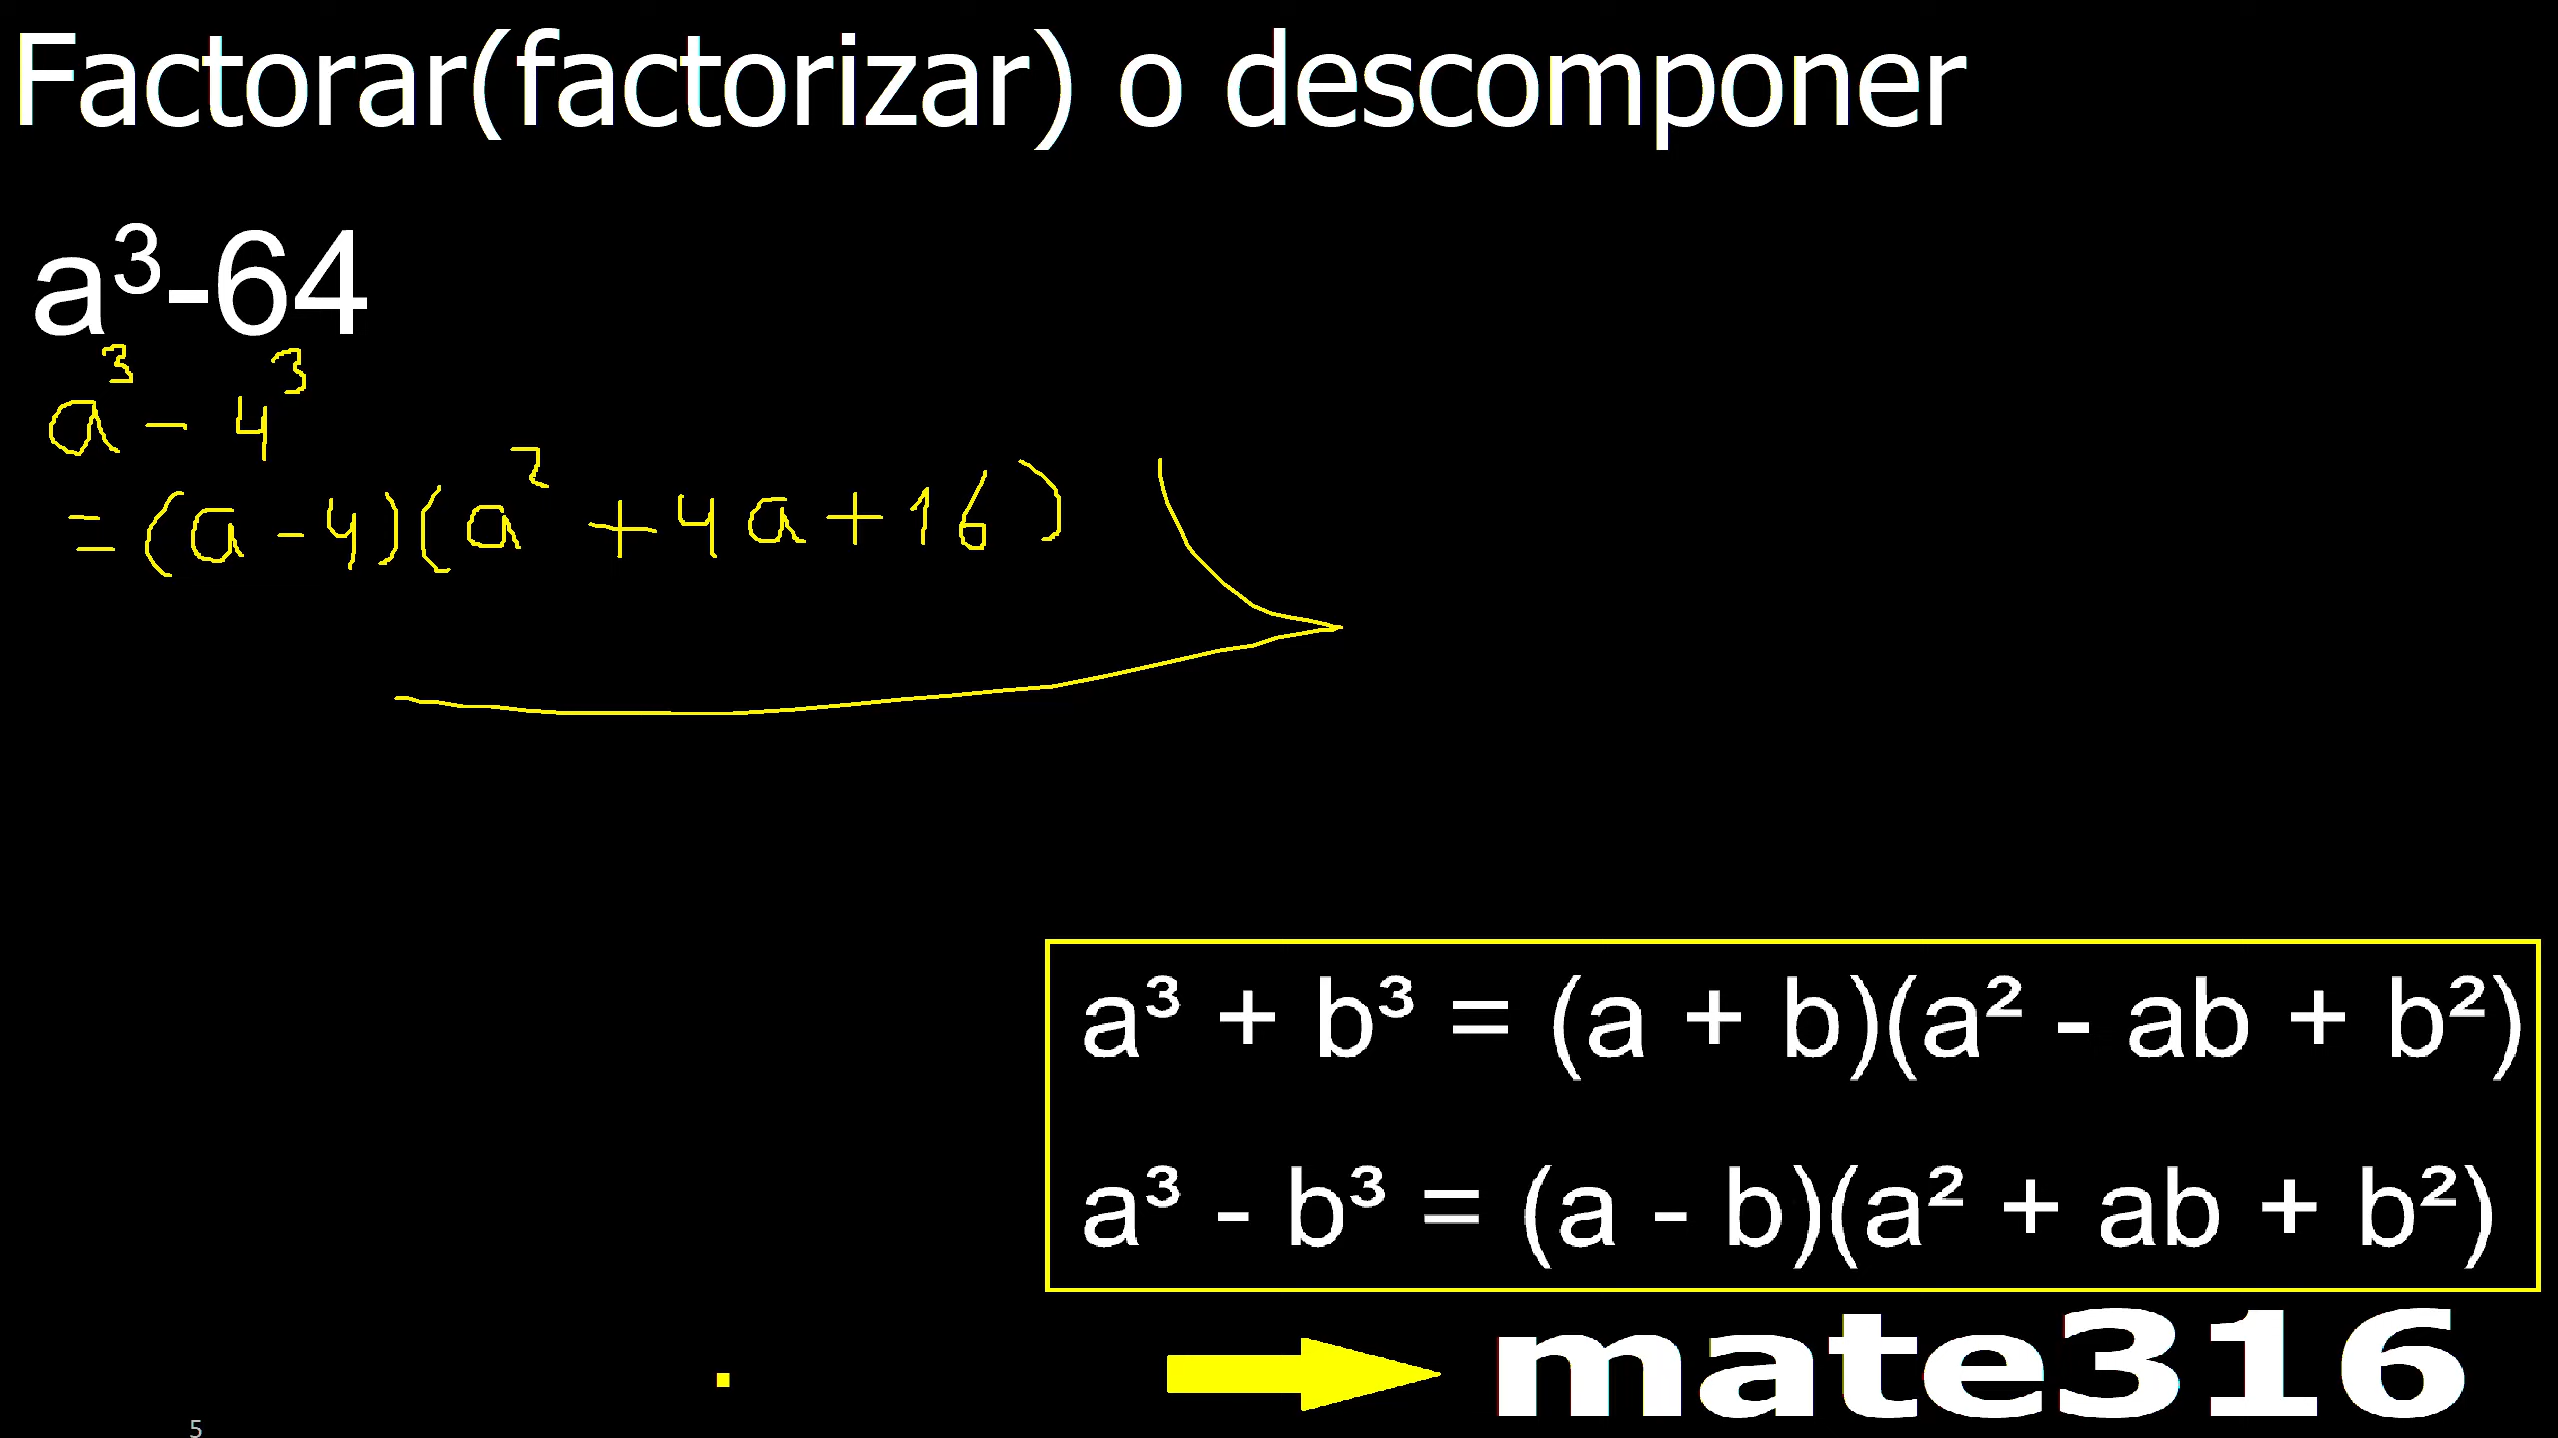 Factorar(factorizar) o descomponer
a³-64
a³ - 4³
= (a - 4)(a² + 4a + 16)
a³ + b³ = (a + b)(a² - ab + b²)
a³ - b³ = (a - b)(a² + ab + b²)
mate316
5